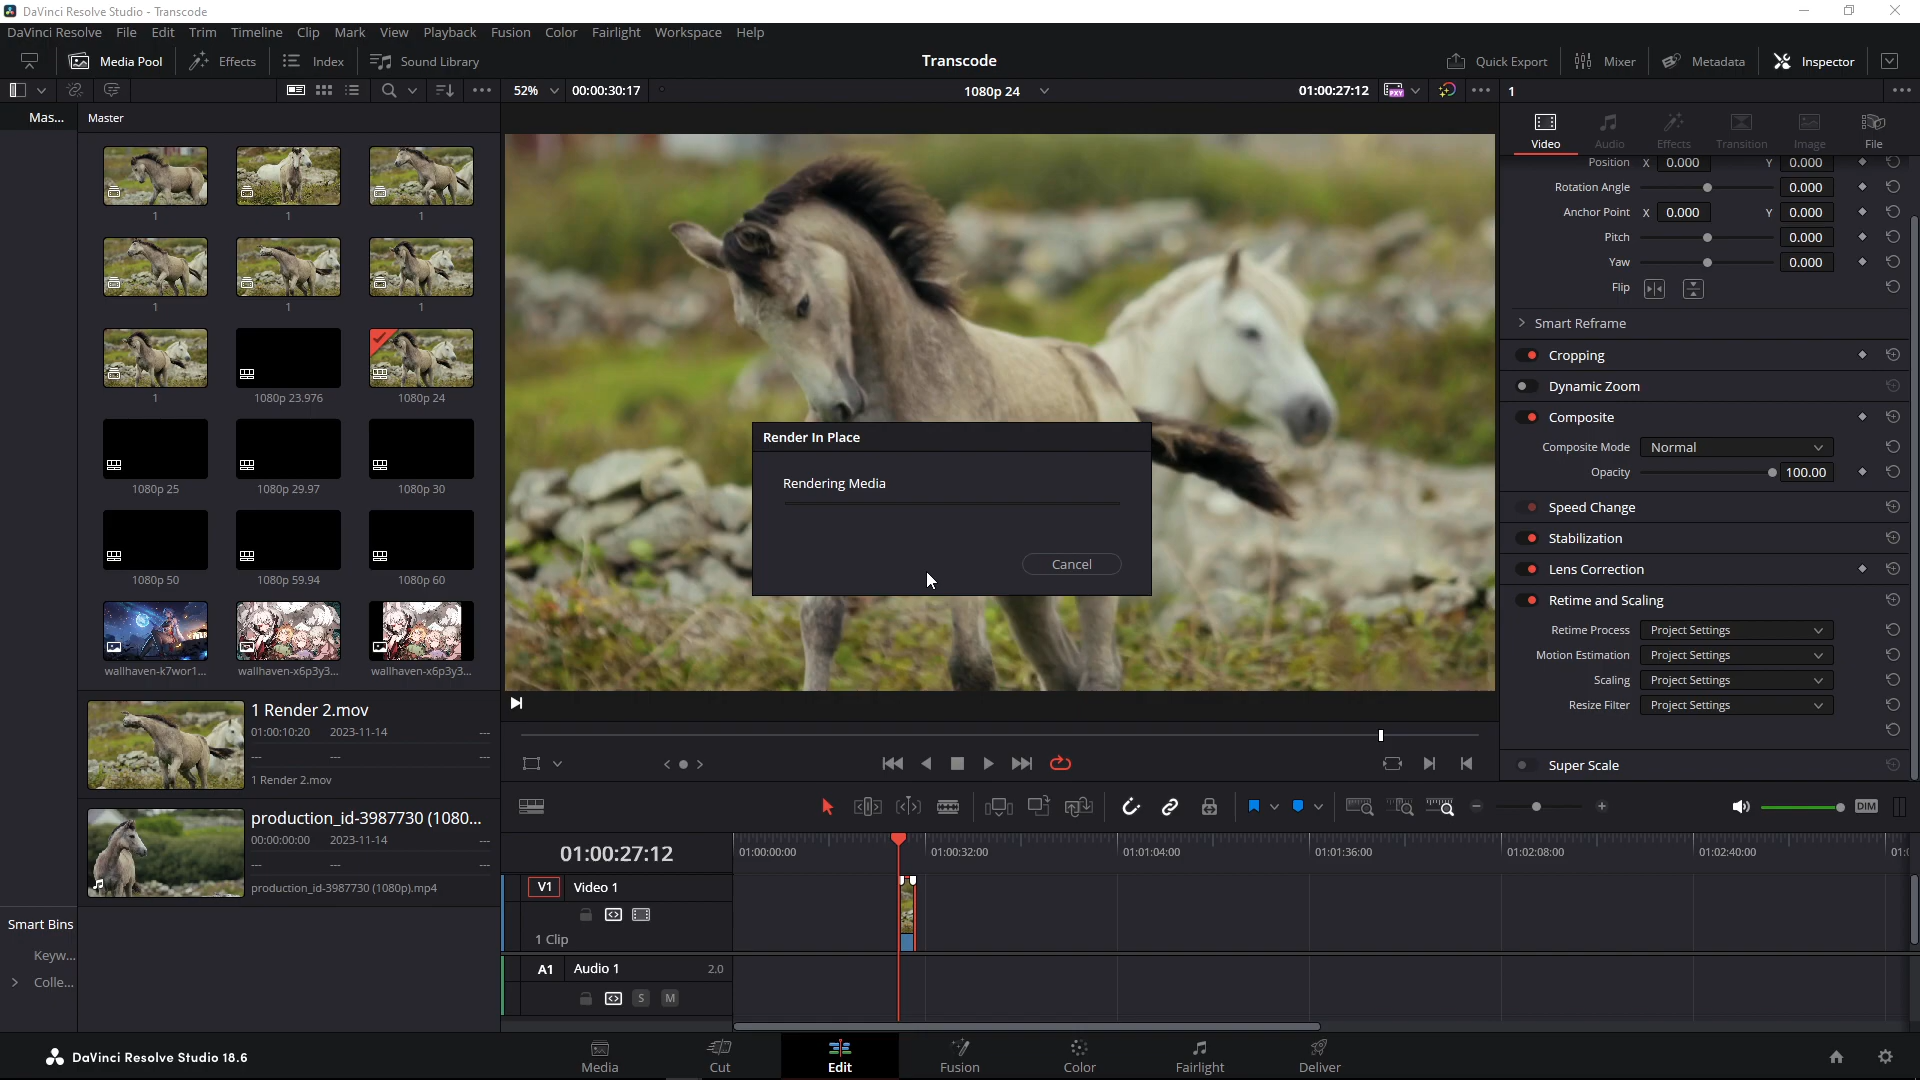 DaVinci Resolve Studio - Transcode
DaVinci Resolve File Edit Trim Timeline Clip Mark View Playback Fusion Color Fairlight Workspace Help
Media Pool Effects Index Sound Library Transcode Quick Export Mixer Metadata Inspector
52% 00:00:30:17 1080p 24 01:00:27:12 PXY 1
Mas... Master
Video Audio Effects Transition Image File
1 1 1
1 1 1
1 1080p 23.976 1080p 24
1080p 25 1080p 29.97 1080p 30
1080p 50 1080p 59.94 1080p 60
wallhaven-k7wor1... wallhaven-x6p3y3... wallhaven-x6p3y3...
1 Render 2.mov
01:00:10:20 2023-11-14 ---
--- --- ---
1 Render 2.mov
production_id-3987730 (1080...
00:00:00:00 2023-11-14 ---
--- --- ---
production_id-3987730 (1080p).mp4
Smart Bins
Keyw...
Colle...
Render In Place
Rendering Media
Cancel
Position X 0.000 Y 0.000
Rotation Angle 0.000
Anchor Point X 0.000 Y 0.000
Pitch 0.000
Yaw 0.000
Flip
Smart Reframe
Cropping
Dynamic Zoom
Composite
Composite Mode Normal
Opacity 100.00
Speed Change
Stabilization
Lens Correction
Retime and Scaling
Retime Process Project Settings
Motion Estimation Project Settings
Scaling Project Settings
Resize Filter Project Settings
Super Scale
DIM
01:00:27:12 01:00:00:00 01:00:32:00 01:01:04:00 01:01:36:00 01:02:08:00 01:02:40:00
V1 Video 1
1 Clip
A1 Audio 1 2.0
S M
DaVinci Resolve Studio 18.6
Media Cut Edit Fusion Color Fairlight Deliver